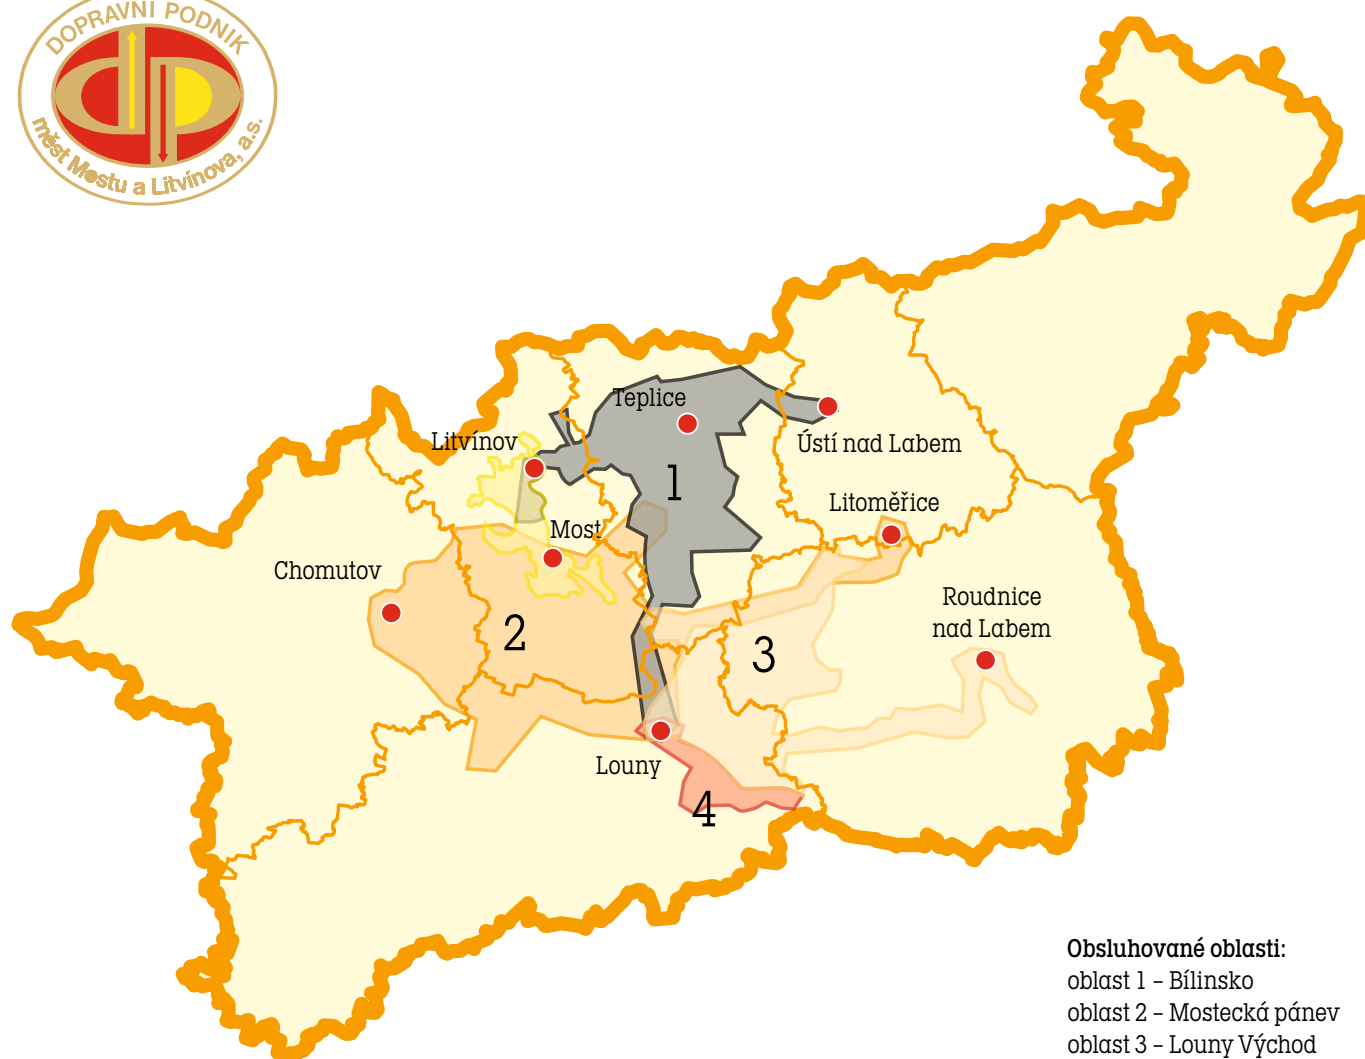 DOPRAVNÍ PODNIK
měst Mostu a Litvínova, a.s.
dp
Teplice
Litvínov
Ústí nad Labem
1
Litoměřice
Most
Chomutov
Roudnice
nad Labem
2
3
Louny
4
Obsluhované oblasti:
oblast 1 – Bílinsko
oblast 2 – Mostecká pánev
oblast 3 – Louny Východ